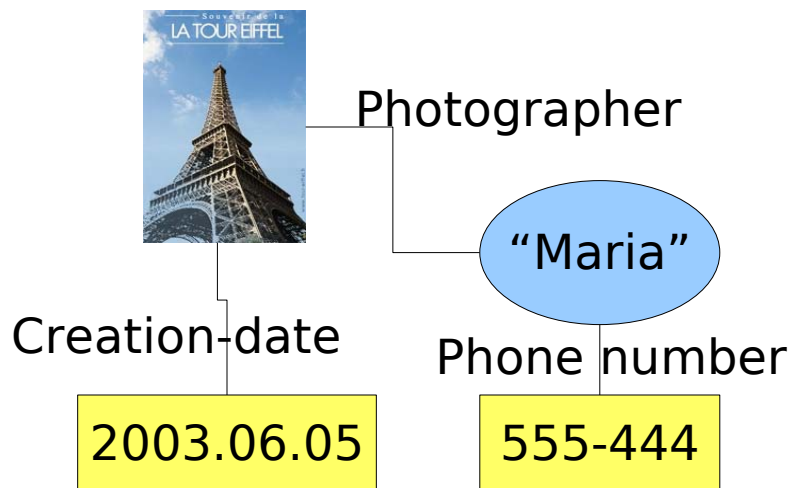 Souvenir de la
LA TOUR EIFFEL
Photographer
“Maria”
Creation-date
Phone number
2003.06.05
555-444